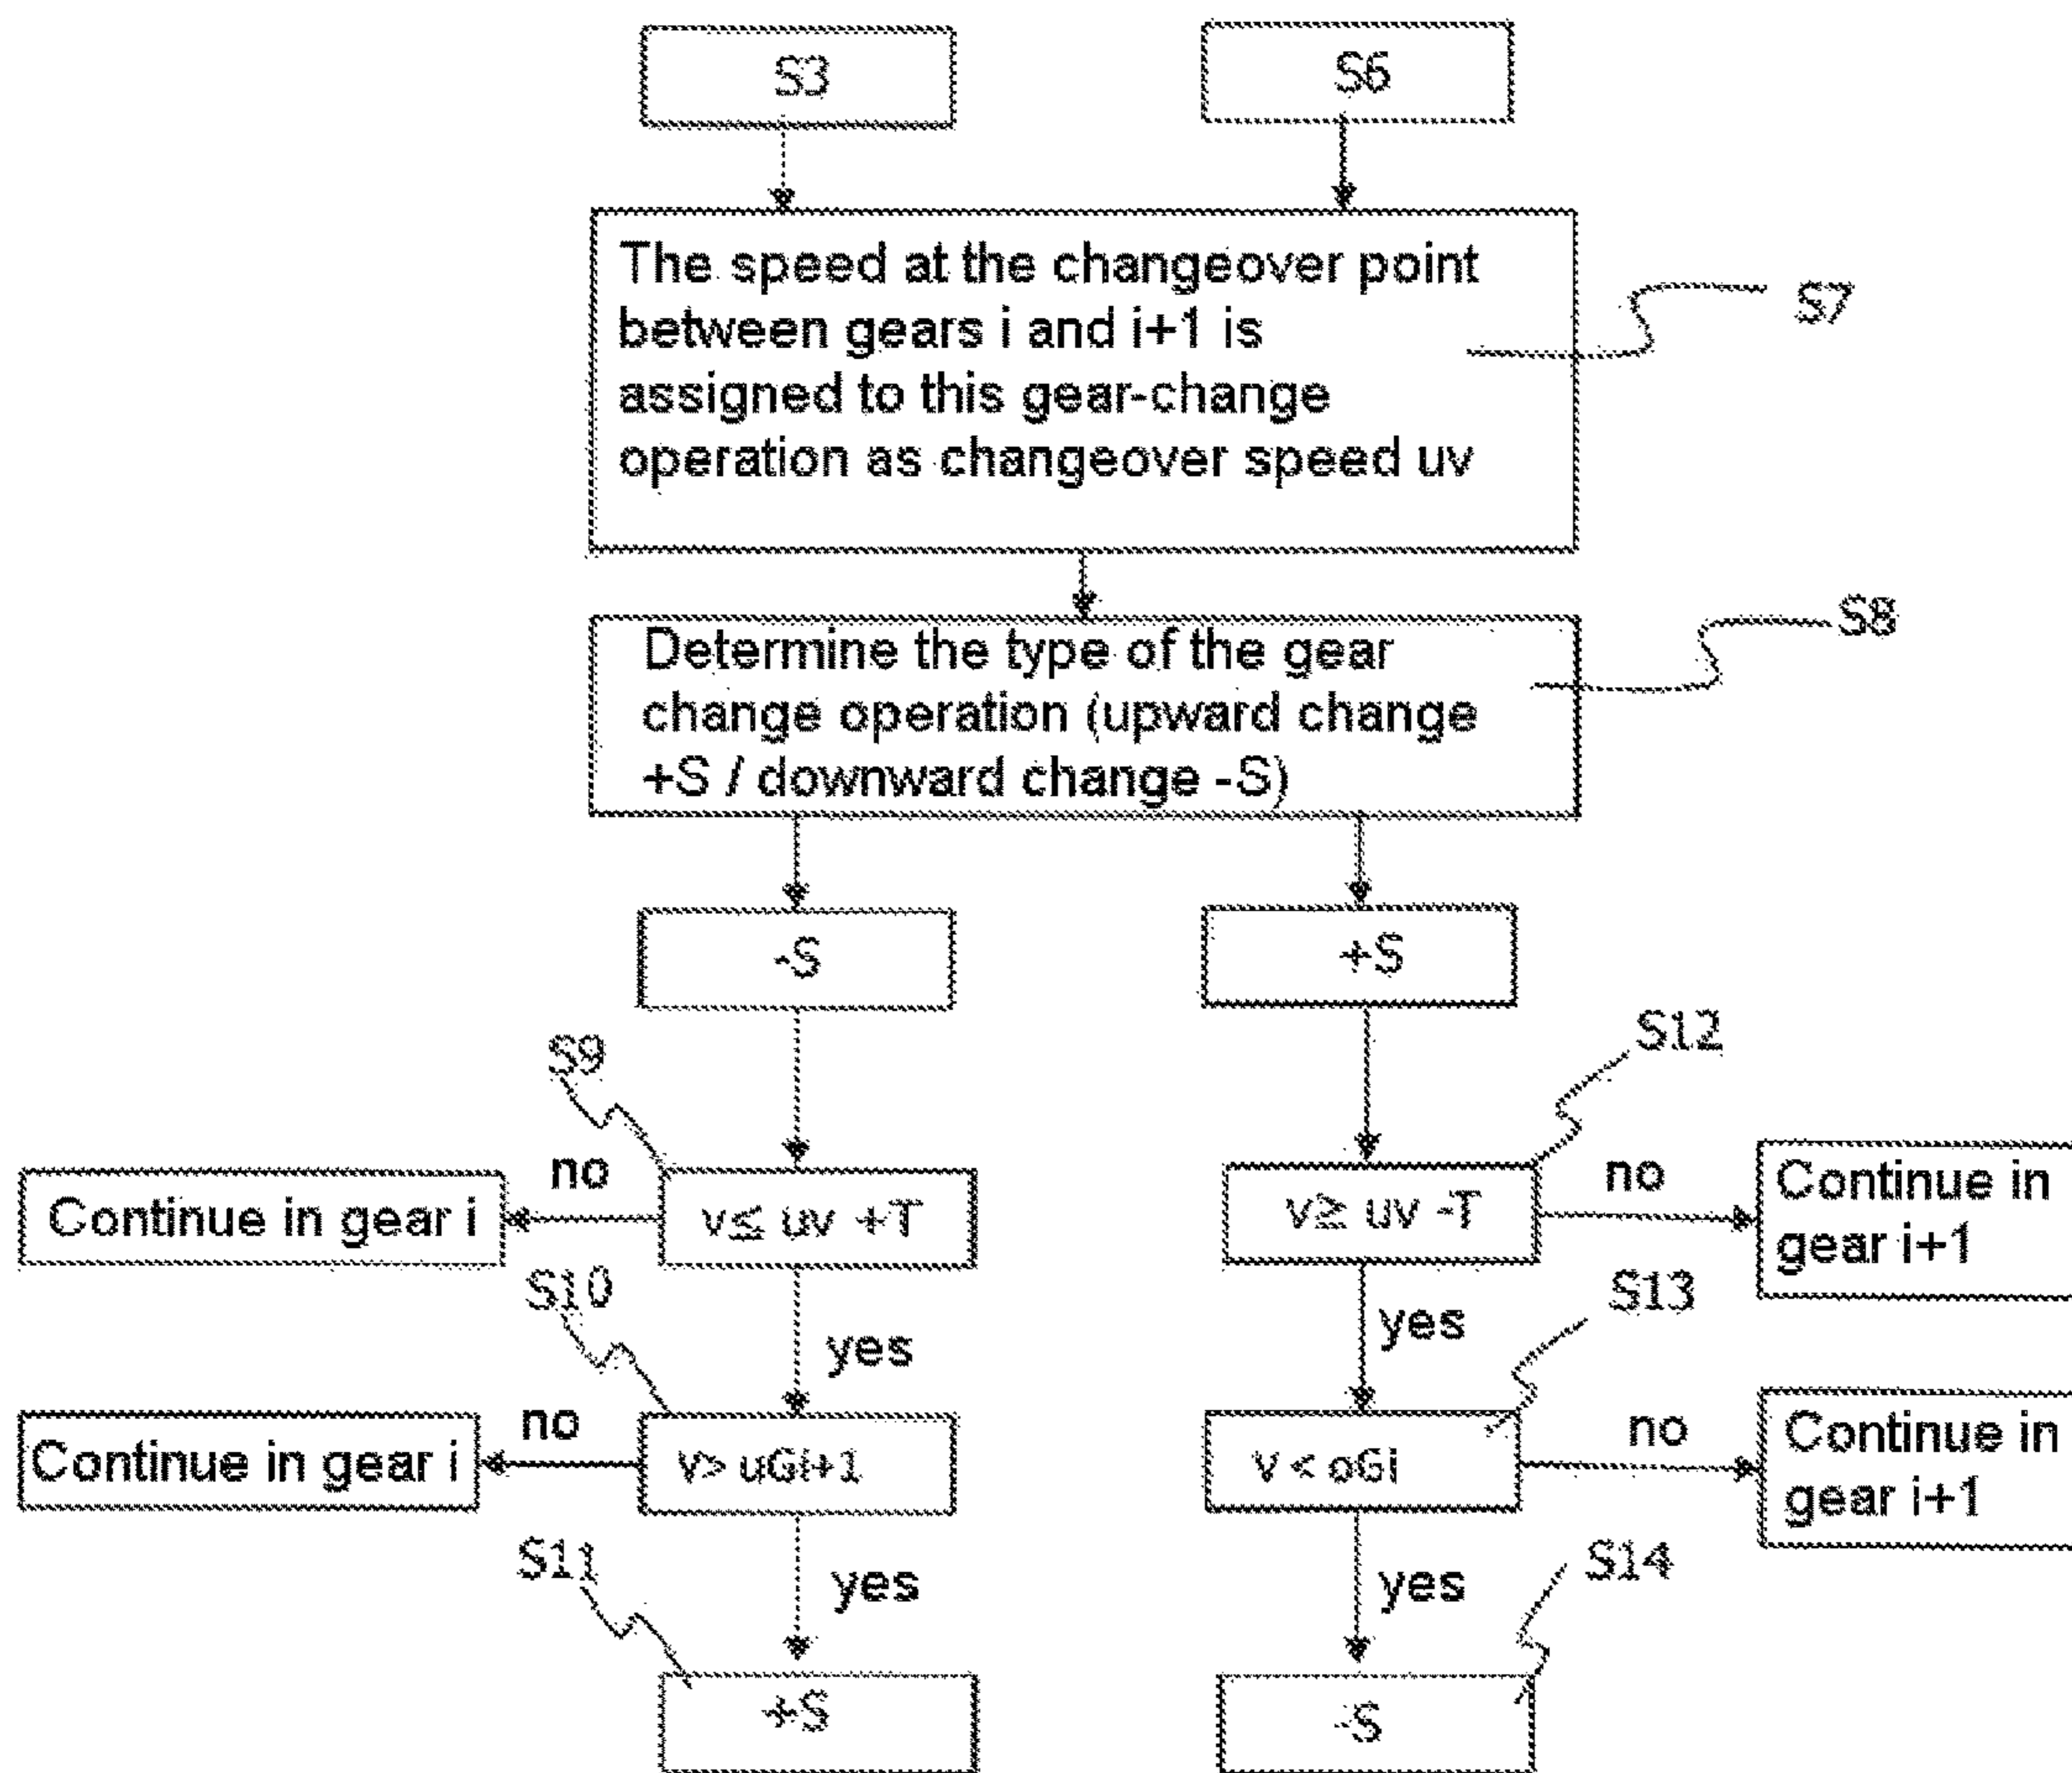 S3
S6
The speed at the changeover point
between gears i and i+1 is
assigned to this gear-change
operation as changeover speed uv
S7
Determine the type of the gear
change operation (upward change
+S / downward change -S)
S8
-S
+S
S9
S12
no
Continue in gear i
v≤ uv +T
v≥ uv -T
no
Continue in
gear i+1
S10
yes
yes
S13
no
Continue in gear i
v> uGi+1
v < oGi
no
Continue in
gear i+1
S11
yes
yes
S14
+S
-S